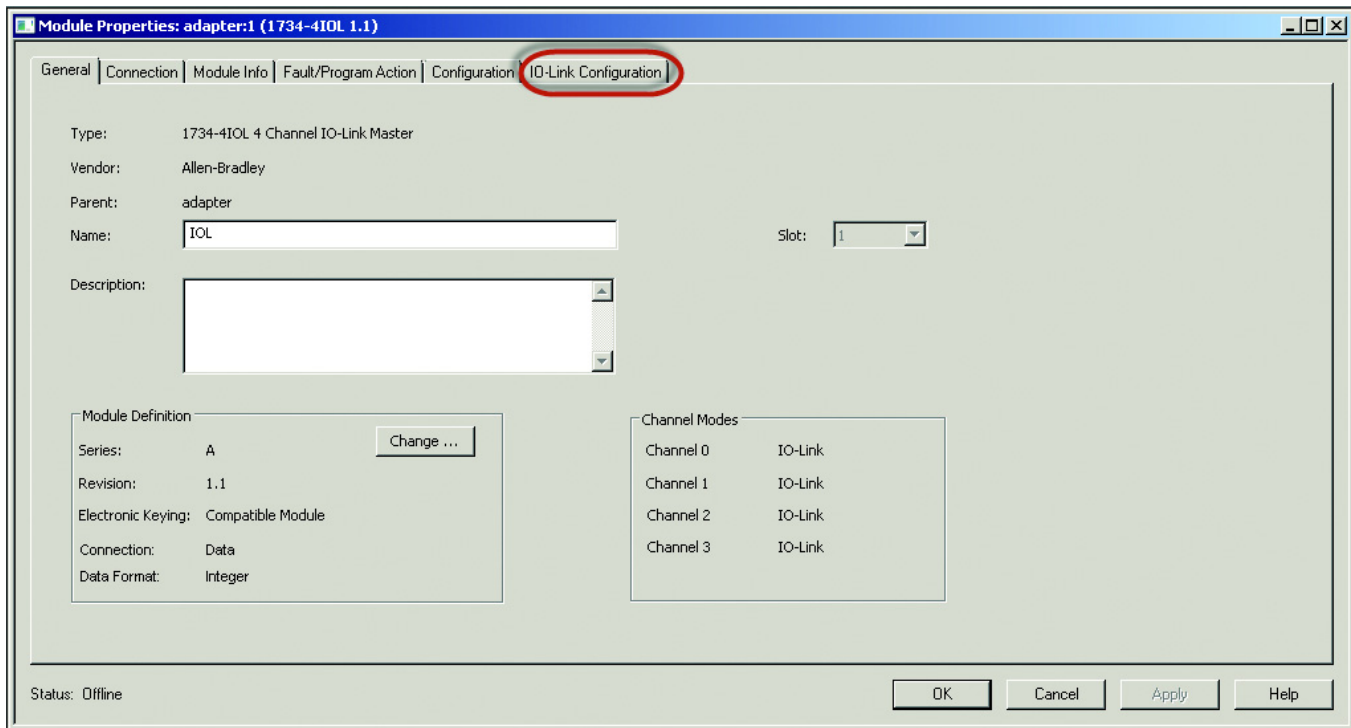 Module Properties: adapter:1 (1734-4IOL 1.1)
General Connection Module Info Fault/Program Action Configuration IO-Link Configuration
Type: 1734-4IOL 4 Channel IO-Link Master
Vendor: Allen-Bradley
Parent: adapter
Name: IOL Slot: 1
Description:
Module Definition
Series: A Change ...
Revision: 1.1
Electronic Keying: Compatible Module
Connection: Data
Data Format: Integer
Channel Modes
Channel 0 IO-Link
Channel 1 IO-Link
Channel 2 IO-Link
Channel 3 IO-Link
Status: Offline OK Cancel Apply Help